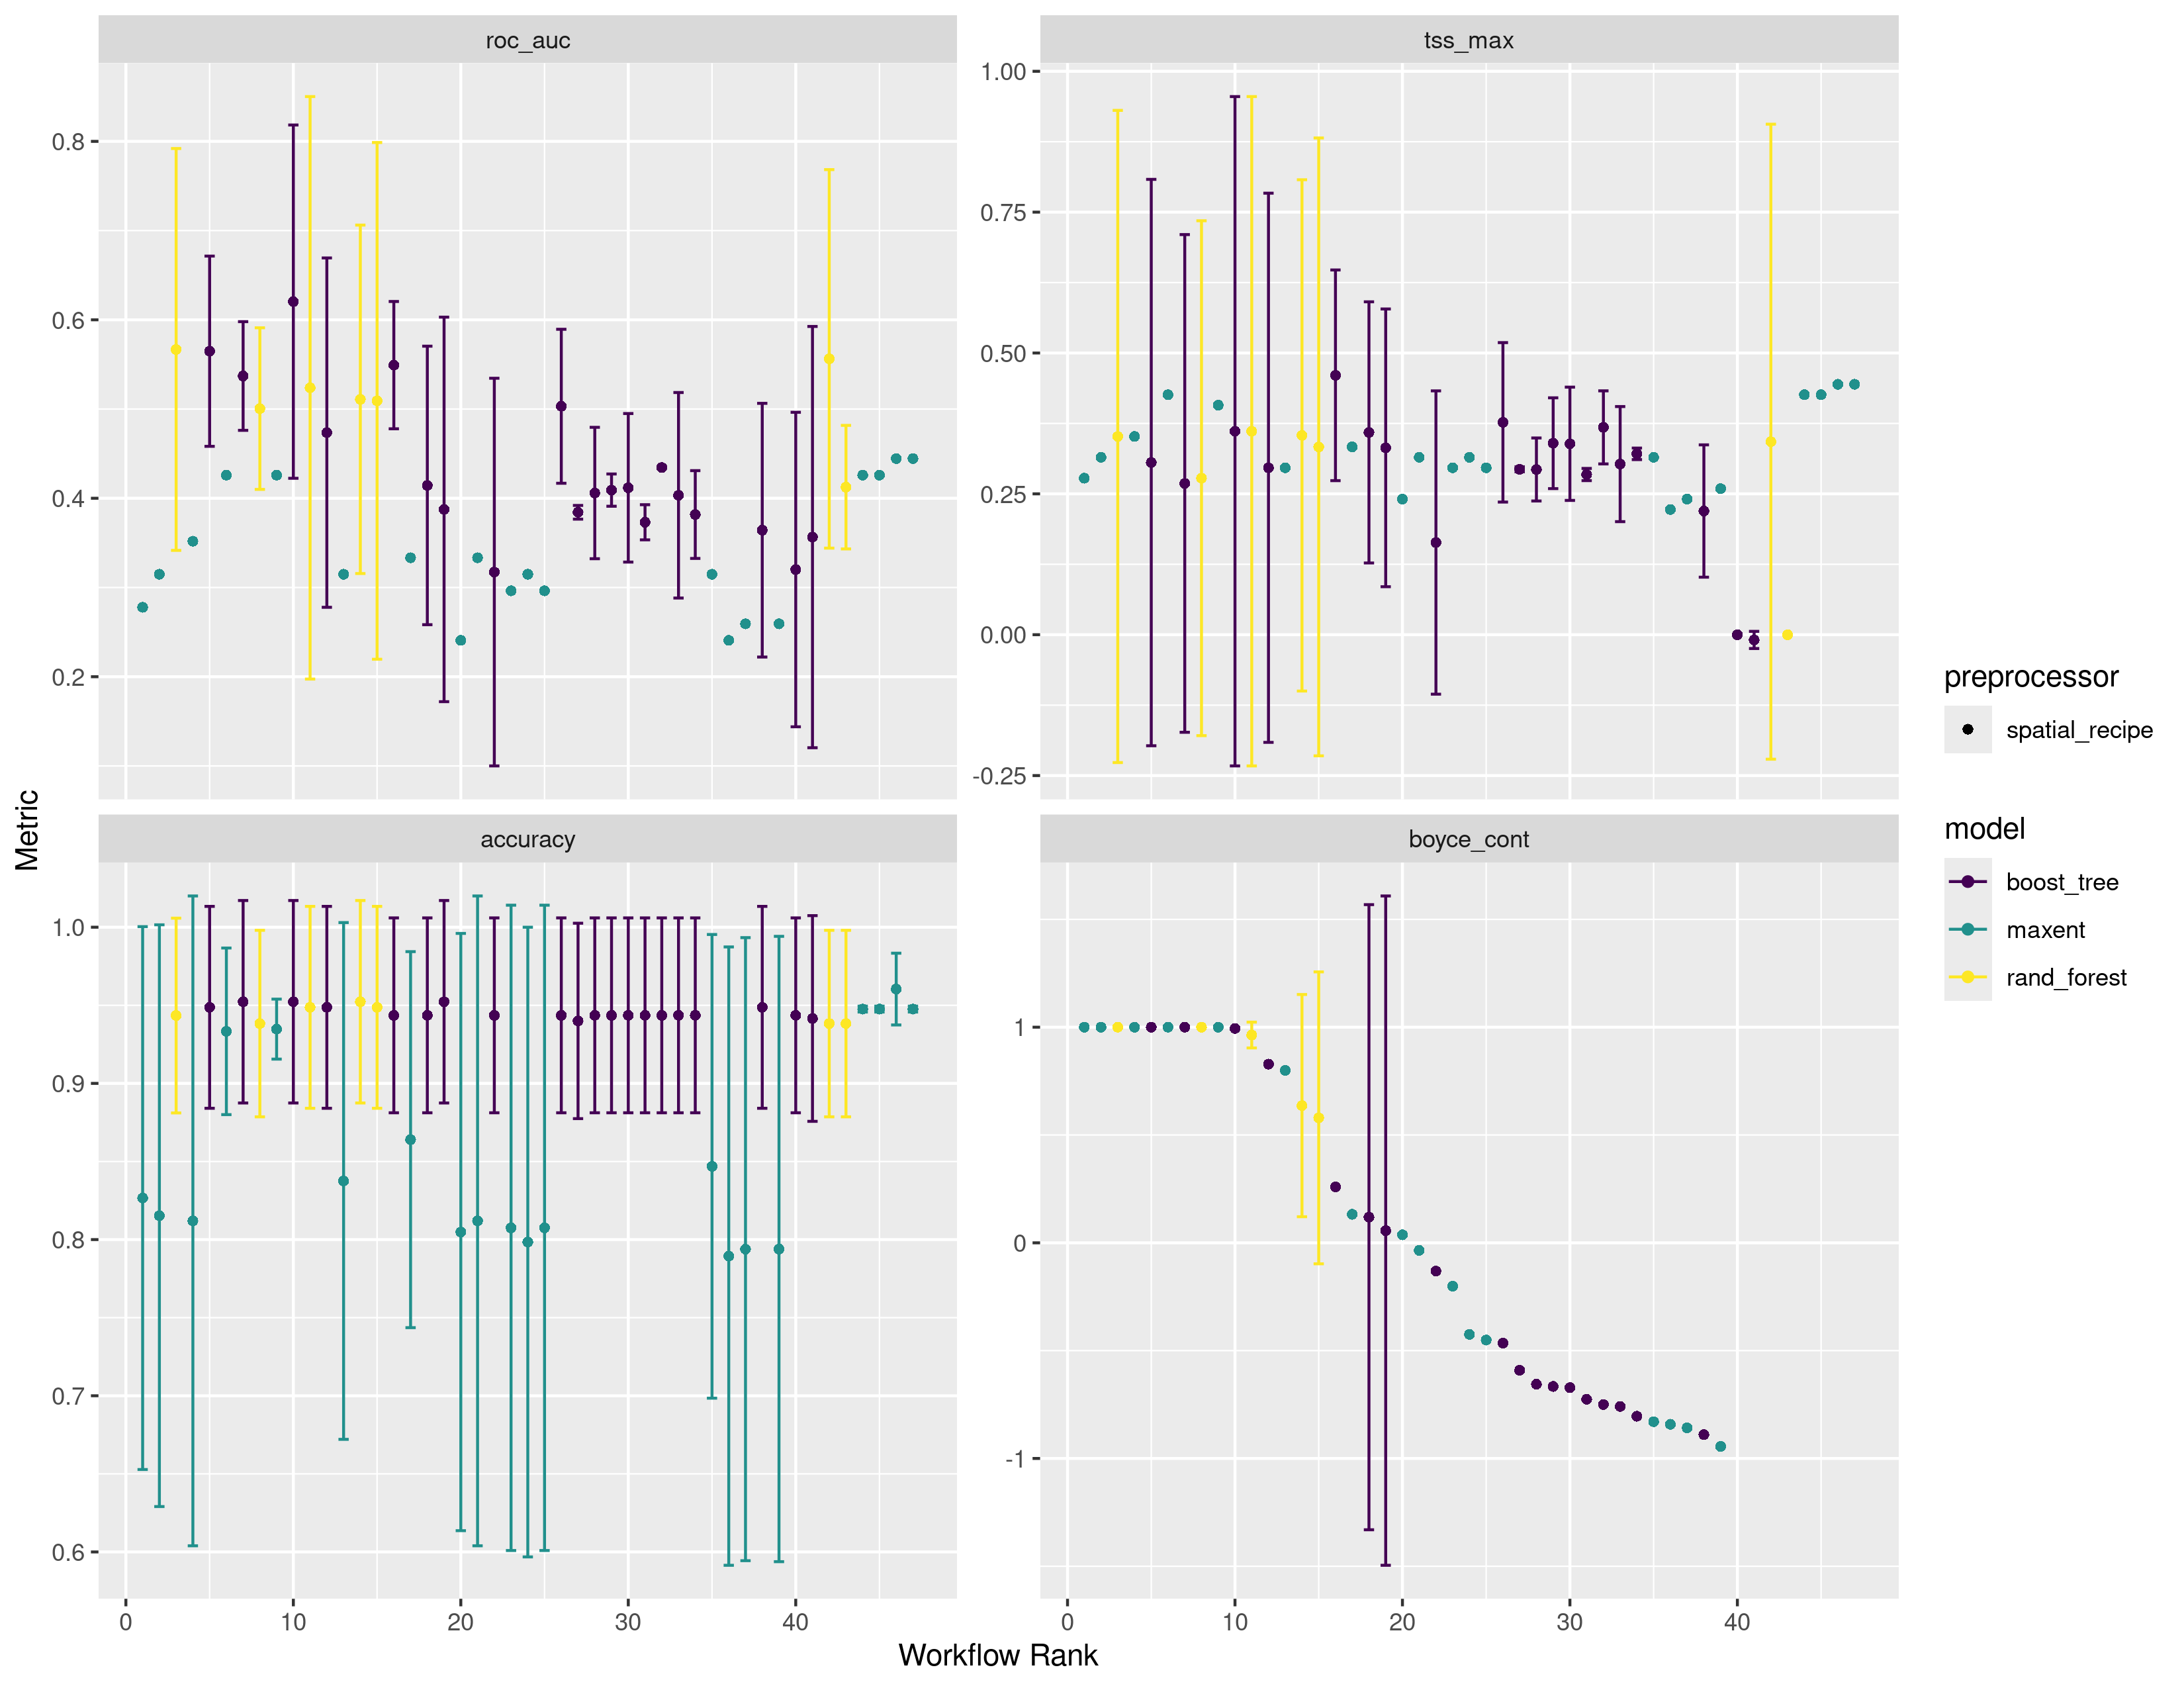 roc_auc
tss_max
0.8
0.6
0.4
0.2
1.00
0.75
0.50
0.25
0.00
-0.25
accuracy
boyce_cont
1.0
0.9
0.8
0.7
0.6
1
0
-1
0 10 20 30 40
0 10 20 30 40
Workflow Rank
Metric
preprocessor
spatial_recipe
model
boost_tree
maxent
rand_forest